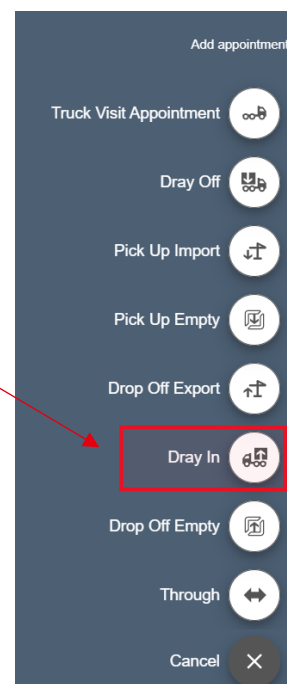 Add appointment
Truck Visit Appointment
Dray Off
Pick Up Import
Pick Up Empty
Drop Off Export
Dray In
Drop Off Empty
Through
Cancel